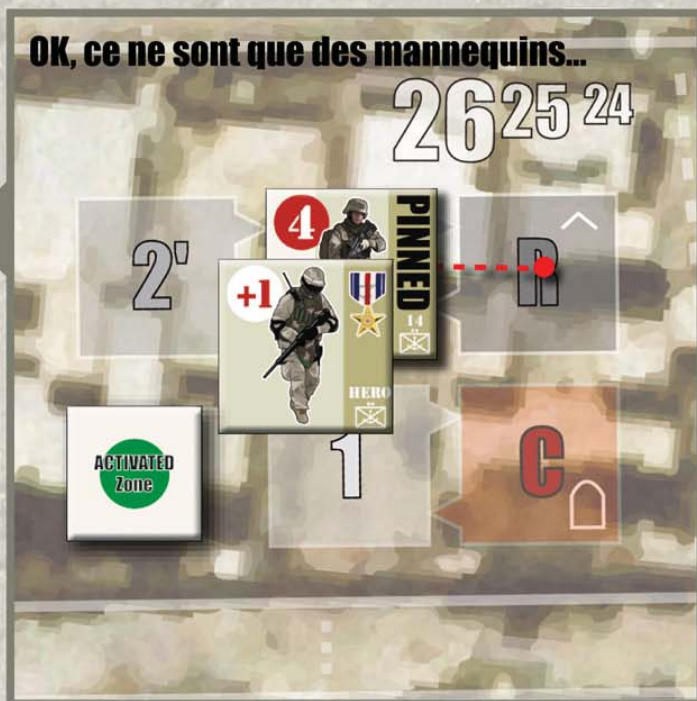 OK, ce ne sont que des mannequins...
26 25 24
4
PINNED
2'
R
+1
14
HERO
ACTIVATED
Zone
1
C